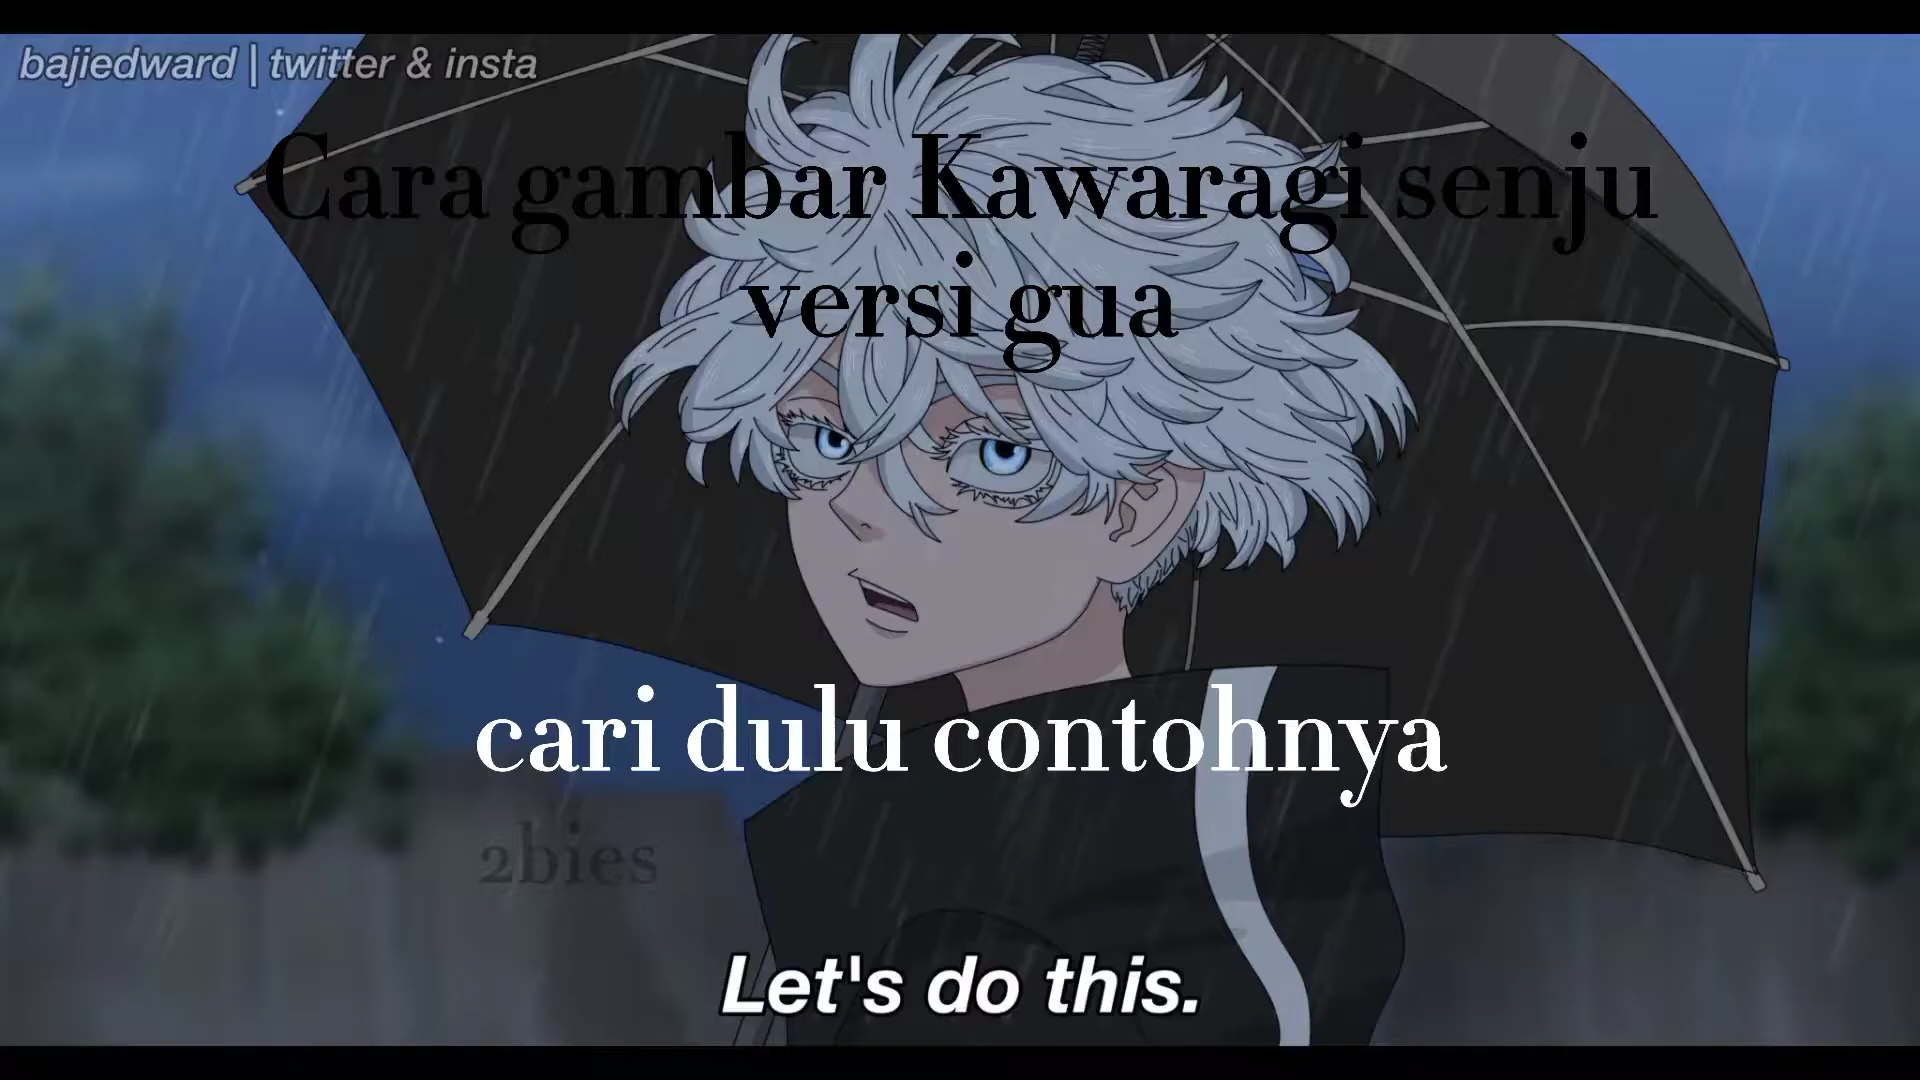 bajiedward | twitter & insta
Cara gambar Kawaragi senju
versi gua
cari dulu contohnya
2bies
Let's do this.